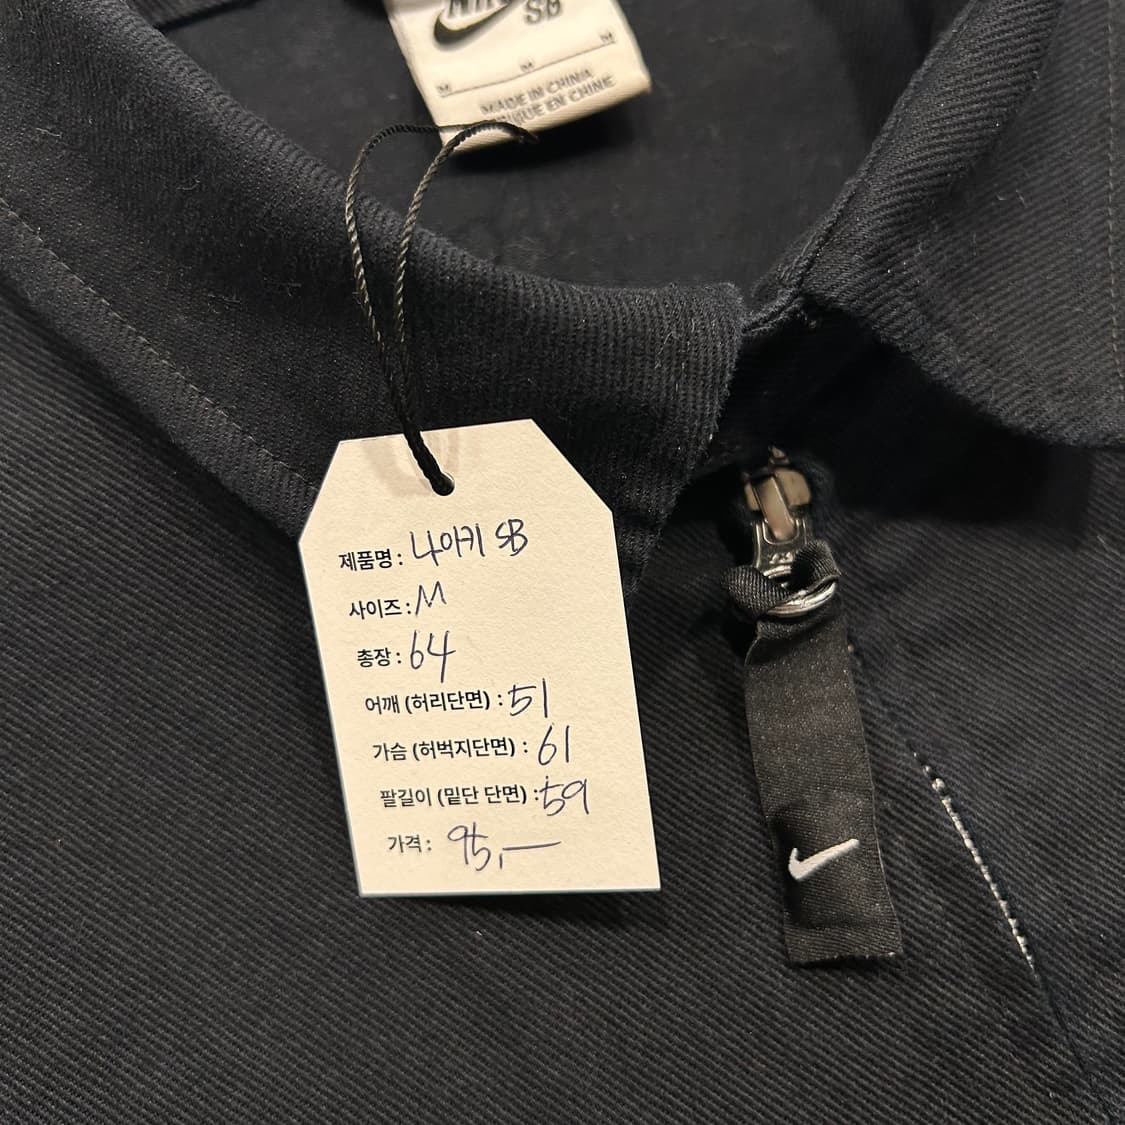 SB
M M M
MADE IN CHINA
EN CHINE
제품명: 나이키 SB
사이즈: M
총장: 64
어깨 (허리단면) : 51
가슴 (허벅지단면) : 61
팔길이 (밑단 단면) : 59
가격: 95,—